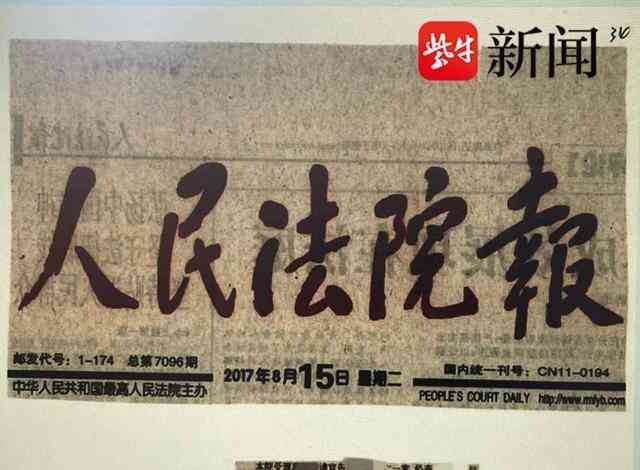 紫牛 新闻
人民法院报
邮发代号：1-174 总第7096期
中华人民共和国最高人民法院主办
2017年8月15日 星期二
国内统一刊号：CN11-0194
PEOPLE'S COURT DAILY http://www.rmfyb.com